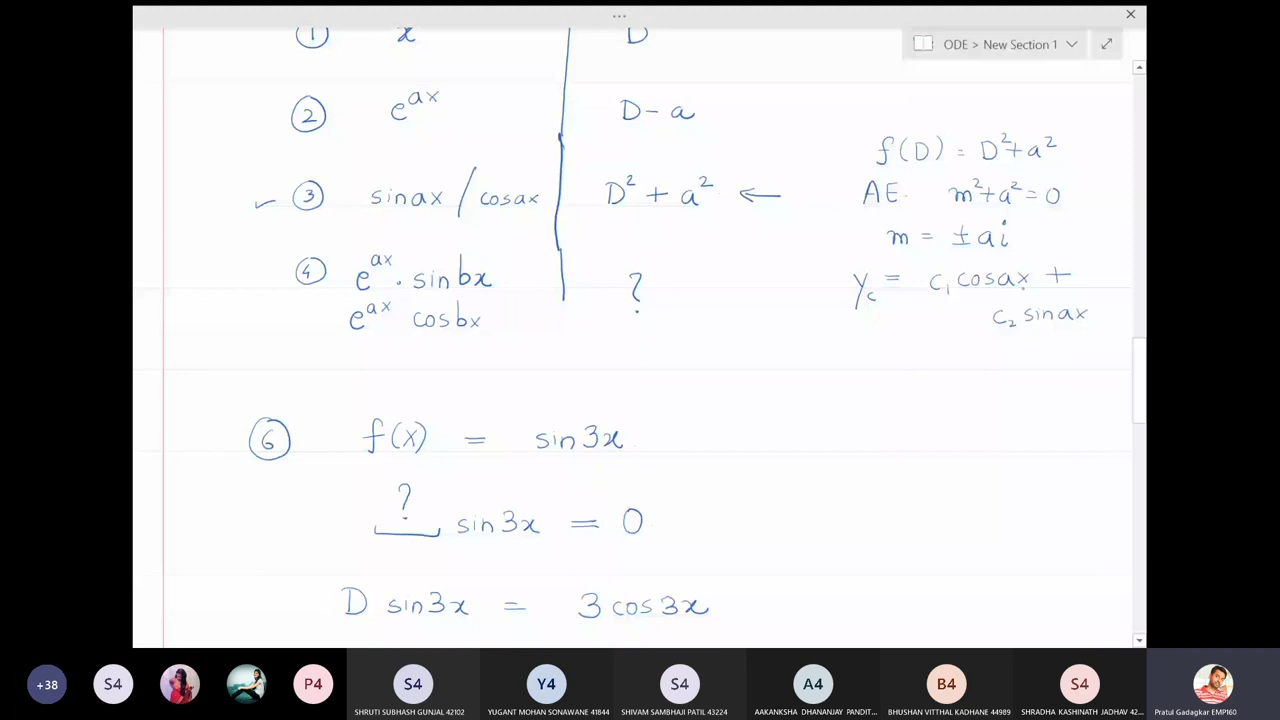 ODE > New Section 1
② e^{ax} D - a
③ sinax / cosax D² + a² ←
④ e^{ax} . sinbx ?
e^{ax} cosbx
f(D) = D²+a²
AE. m²+a² = 0
m = ±ai
y_c = c₁cosax +
c₂ sinax
⑥ f(x) = sin3x
?
sin3x = 0
D sin3x = 3 cos3x
+38 S4 P4 S4 Y4 S4 A4 B4 S4
SHRUTI SUBHASH GUNJAL 42102
YUGANT MOHAN SONAWANE 41844
SHIVAM SAMBHAJI PATIL 43224
AAKANKSHA DHANANJAY PANDIT...
BHUSHAN VITTHAL KADHANE 44989
SHRADHA KASHINATH JADHAV 42...
Pratul Gadagkar EMP160